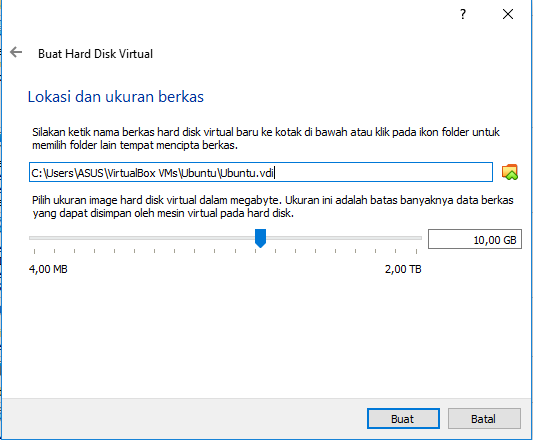 ?
Buat Hard Disk Virtual
Lokasi dan ukuran berkas
Silakan ketik nama berkas hard disk virtual baru ke kotak di bawah atau klik pada ikon folder untuk
memilih folder lain tempat mencipta berkas.
C:\Users\ASUS\VirtualBox VMs\Ubuntu\Ubuntu.vdi
Pilih ukuran image hard disk virtual dalam megabyte. Ukuran ini adalah batas banyaknya data berkas
yang dapat disimpan oleh mesin virtual pada hard disk.
10,00 GB
4,00 MB 2,00 TB
Buat Batal